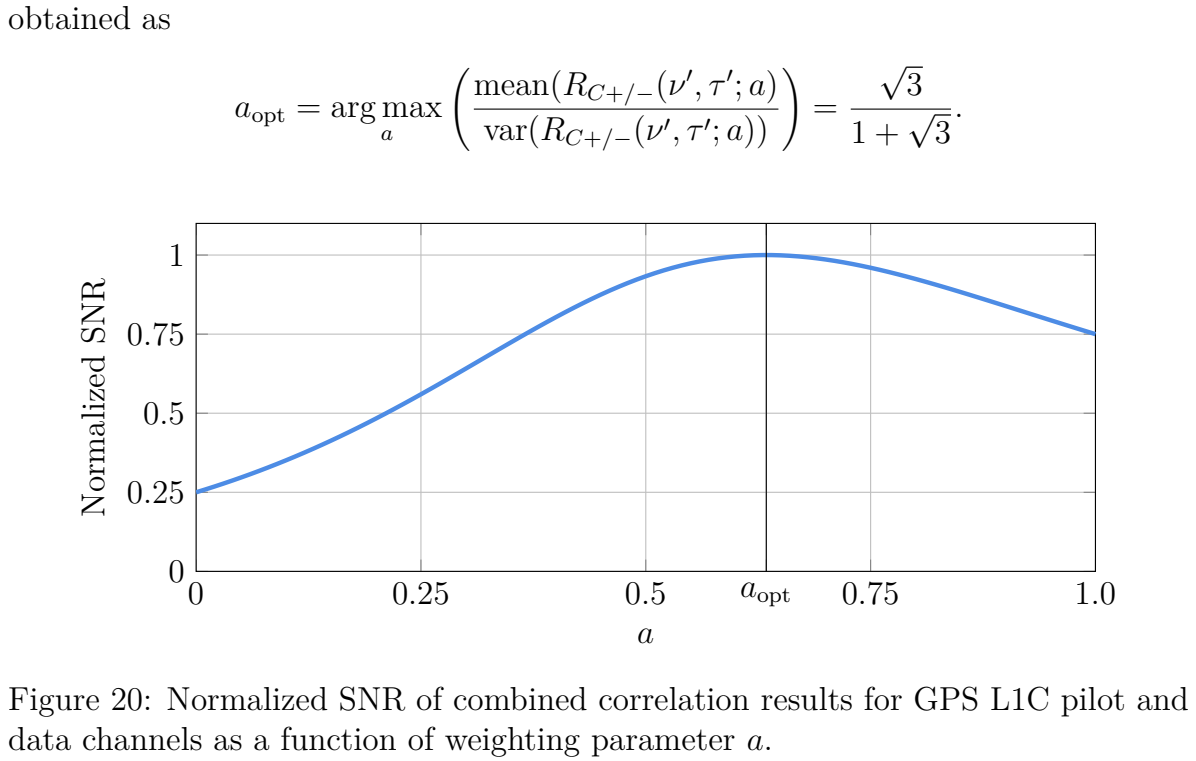 obtained as
a_opt = arg max_a ( mean(R_{C+/−}(ν′, τ′; a) / var(R_{C+/−}(ν′, τ′; a)) ) = √3 / (1 + √3).
1
0.75
0.5
0.25
0
Normalized SNR
0 0.25 0.5 a_opt 0.75 1.0
a
Figure 20: Normalized SNR of combined correlation results for GPS L1C pilot and
data channels as a function of weighting parameter a.